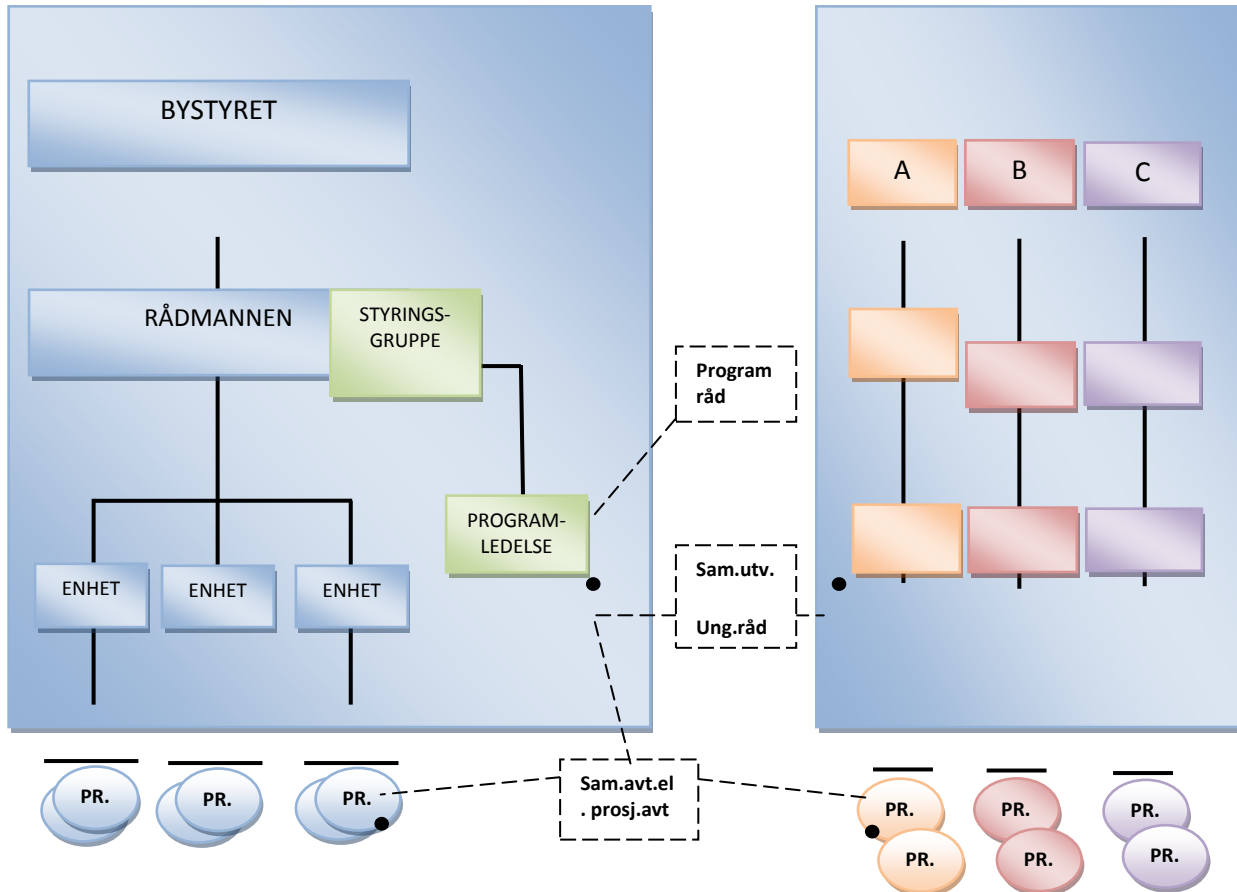 BYSTYRET
RÅDMANNEN
STYRINGS-
GRUPPE
PROGRAM-
LEDELSE
ENHET
ENHET
ENHET
PR.
PR.
PR.
Program
råd
Sam.utv.
Ung.råd
Sam.avt.el
. prosj.avt
A
B
C
PR.
PR.
PR.
PR.
PR.
PR.